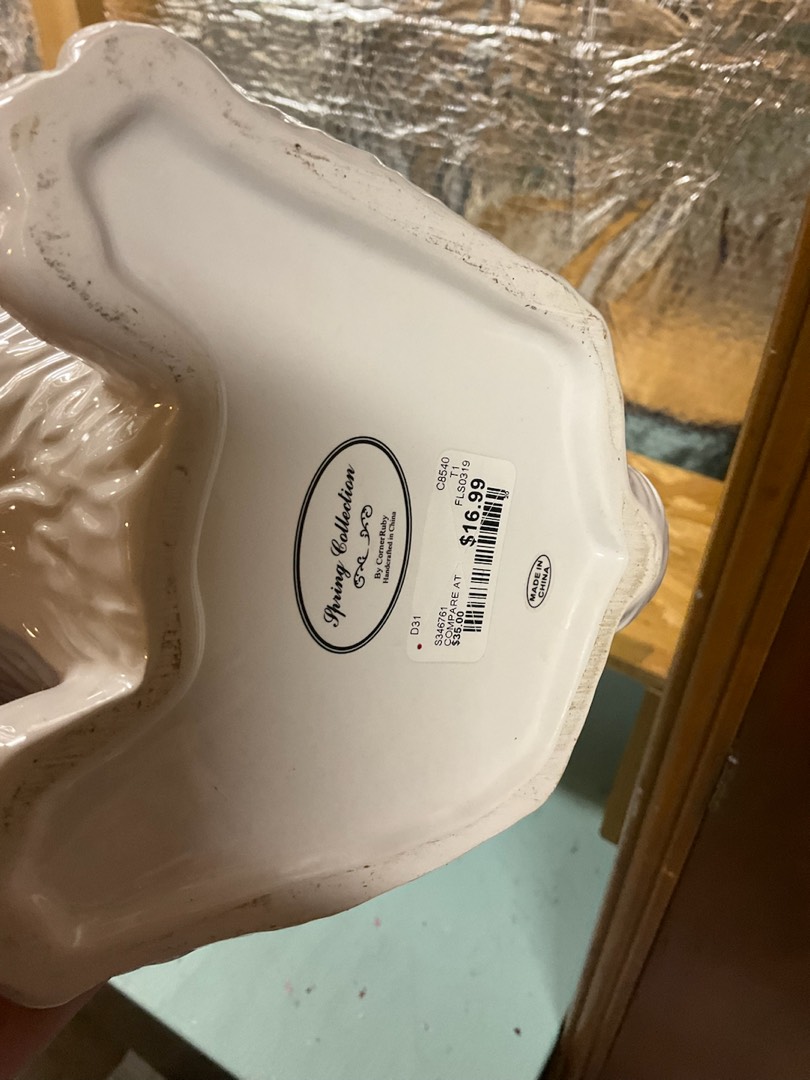 Spring Collection
By CornerRuby
Handcrafted in China
D31
C8540
T1
FLS0319
$16.99
S346761
COMPARE AT
$35.00
MADE IN
CHINA